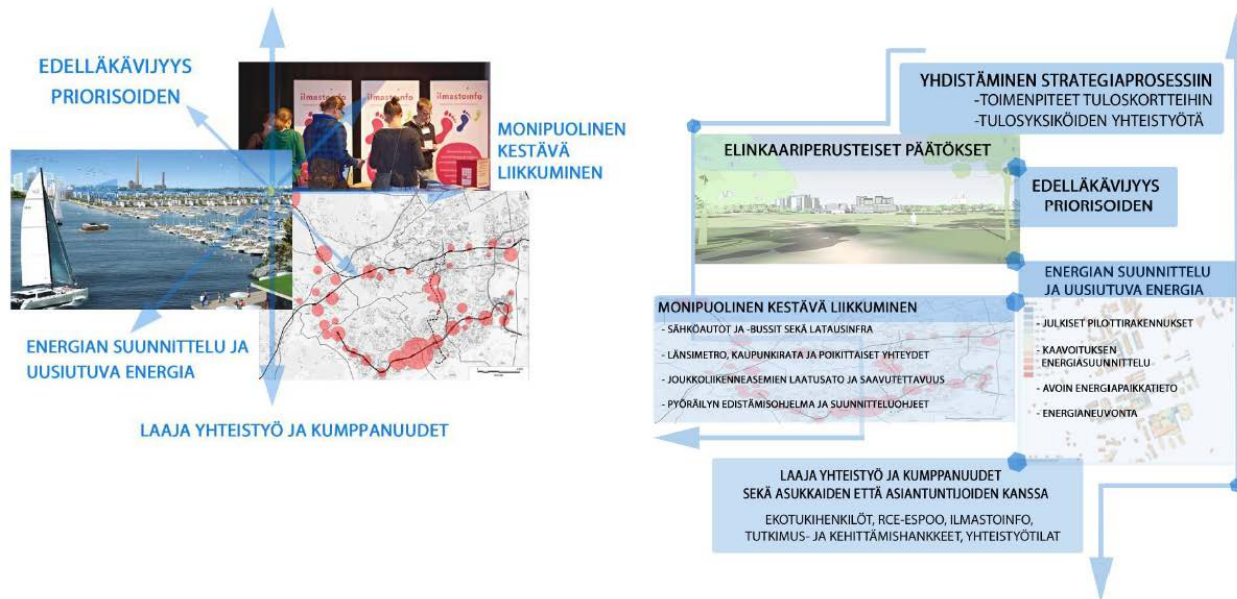 EDELLÄKÄVIJYYS
PRIORISOIDEN
ilmastoinfo
ilmastoinfo
ilmastoinfo
MONIPUOLINEN
KESTÄVÄ
LIIKKUMINEN
ENERGIAN SUUNNITTELU JA
UUSIUTUVA ENERGIA
LAAJA YHTEISTYÖ JA KUMPPANUUDET
YHDISTÄMINEN STRATEGIAPROSESSIIN
-TOIMENPITEET TULOSKORTTEIHIN
-TULOSYKSIKÖIDEN YHTEISTYÖTÄ
ELINKAARIPERUSTEISET PÄÄTÖKSET
EDELLÄKÄVIJYYS
PRIORISOIDEN
ENERGIAN SUUNNITTELU
JA UUSIUTUVA ENERGIA
- JULKISET PILOTTIRAKENNUKSET
- KAAVOITUKSEN
ENERGIASUUNNITTELU
- AVOIN ENERGIAPAIKKATIETO
- ENERGIANEUVONTA
MONIPUOLINEN KESTÄVÄ LIIKKUMINEN
- SÄHKÖAUTOT JA -BUSSIT SEKÄ LATAUSINFRA
- LÄNSIMETRO, KAUPUNKIRATA JA POIKITTAISET YHTEYDET
- JOUKKOLIIKENNEASEMIEN LAATUSATO JA SAAVUTETTAVUUS
- PYÖRÄILYN EDISTÄMISOHJELMA JA SUUNNITTELUOHJEET
LAAJA YHTEISTYÖ JA KUMPPANUUDET
SEKÄ ASUKKAIDEN ETTÄ ASIANTUNTIJOIDEN KANSSA
EKOTUKIHENKILÖT, RCE-ESPOO, ILMASTOINFO,
TUTKIMUS- JA KEHITTÄMISHANKKEET, YHTEISTYÖTILAT